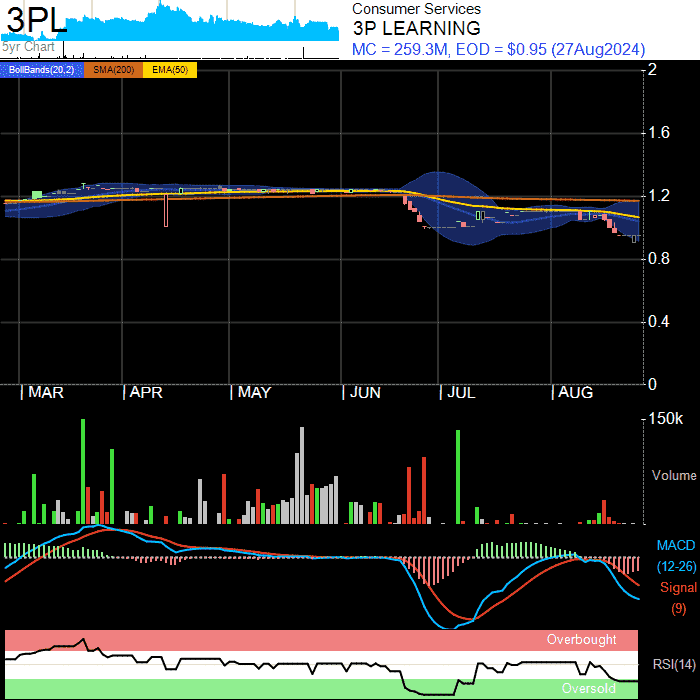 3PL
5yr Chart
Consumer Services
3P LEARNING
MC = 259.3M, EOD = $0.95 (27Aug2024)
BollBands(20,2) SMA(200) EMA(50)
2
1.6
1.2
0.8
0.4
0
MAR APR MAY JUN JUL AUG
150k
Volume
MACD
(12-26)
Signal
(9)
Overbought
RSI(14)
Oversold